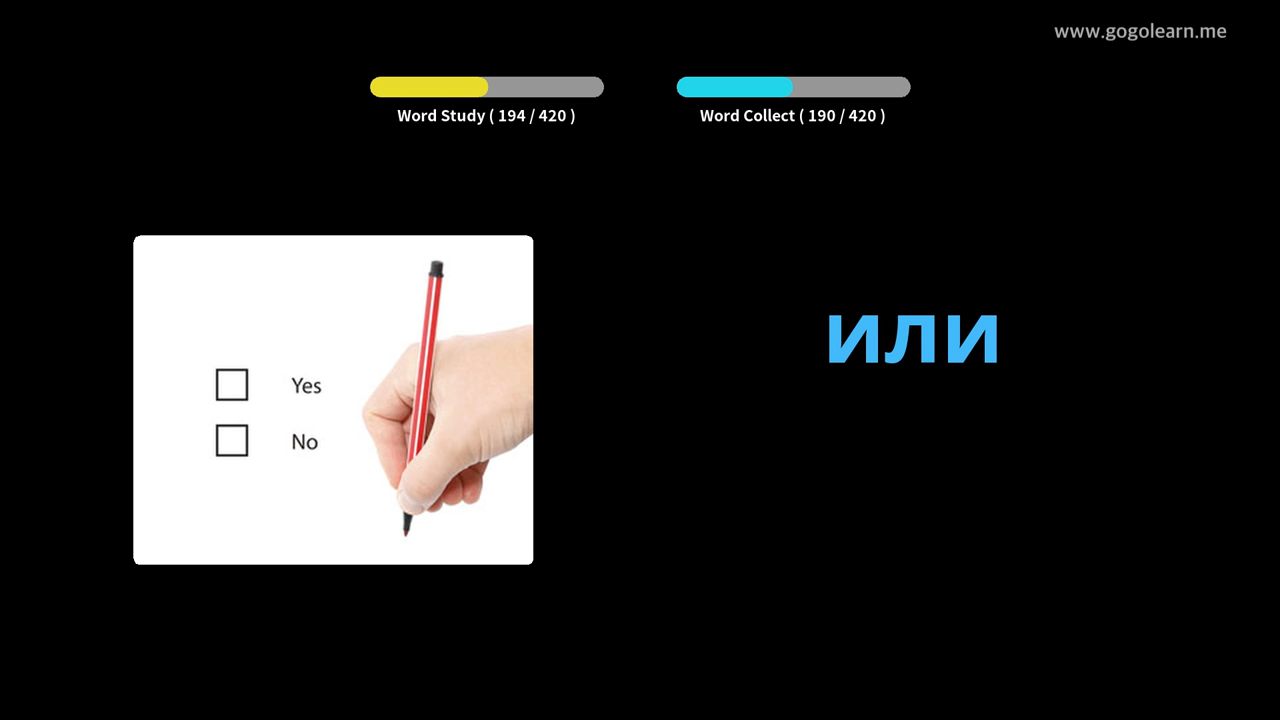 www.gogolearn.me
Word Study ( 194 / 420 )
Word Collect ( 190 / 420 )
Yes
No
или